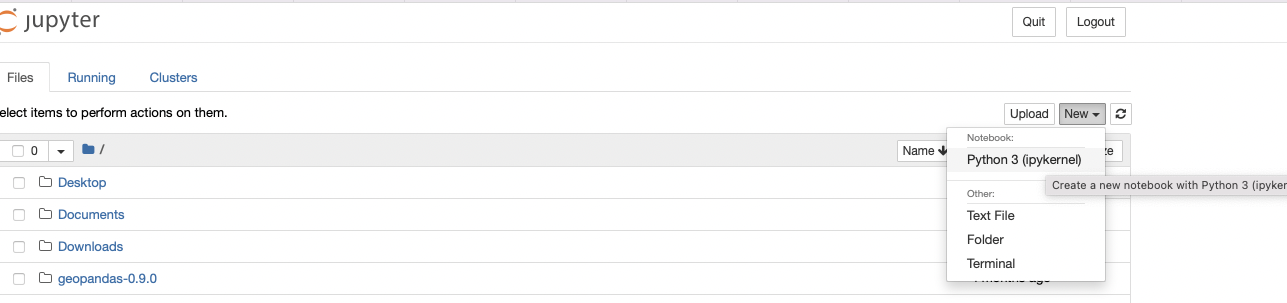 jupyter
Quit Logout
Files Running Clusters
elect items to perform actions on them.
Upload New
0 / Name ze
Notebook:
Python 3 (ipykernel)
Create a new notebook with Python 3 (ipyker
Desktop
Other:
Documents
Text File
Folder
Downloads
Terminal
geopandas-0.9.0
months ago